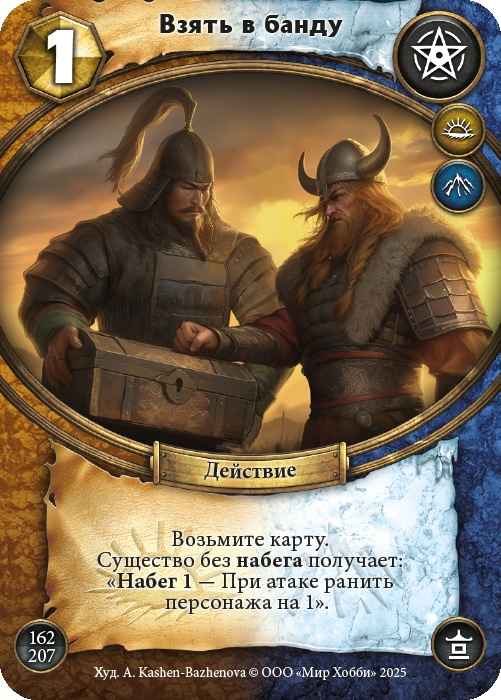 Взять в банду
1
Действие
Возьмите карту.
Существо без набега получает:
«Набег 1 — При атаке ранить
персонажа на 1».
162
207
Худ. A. Kashen-Bazhenova © ООО «Мир Хобби» 2025